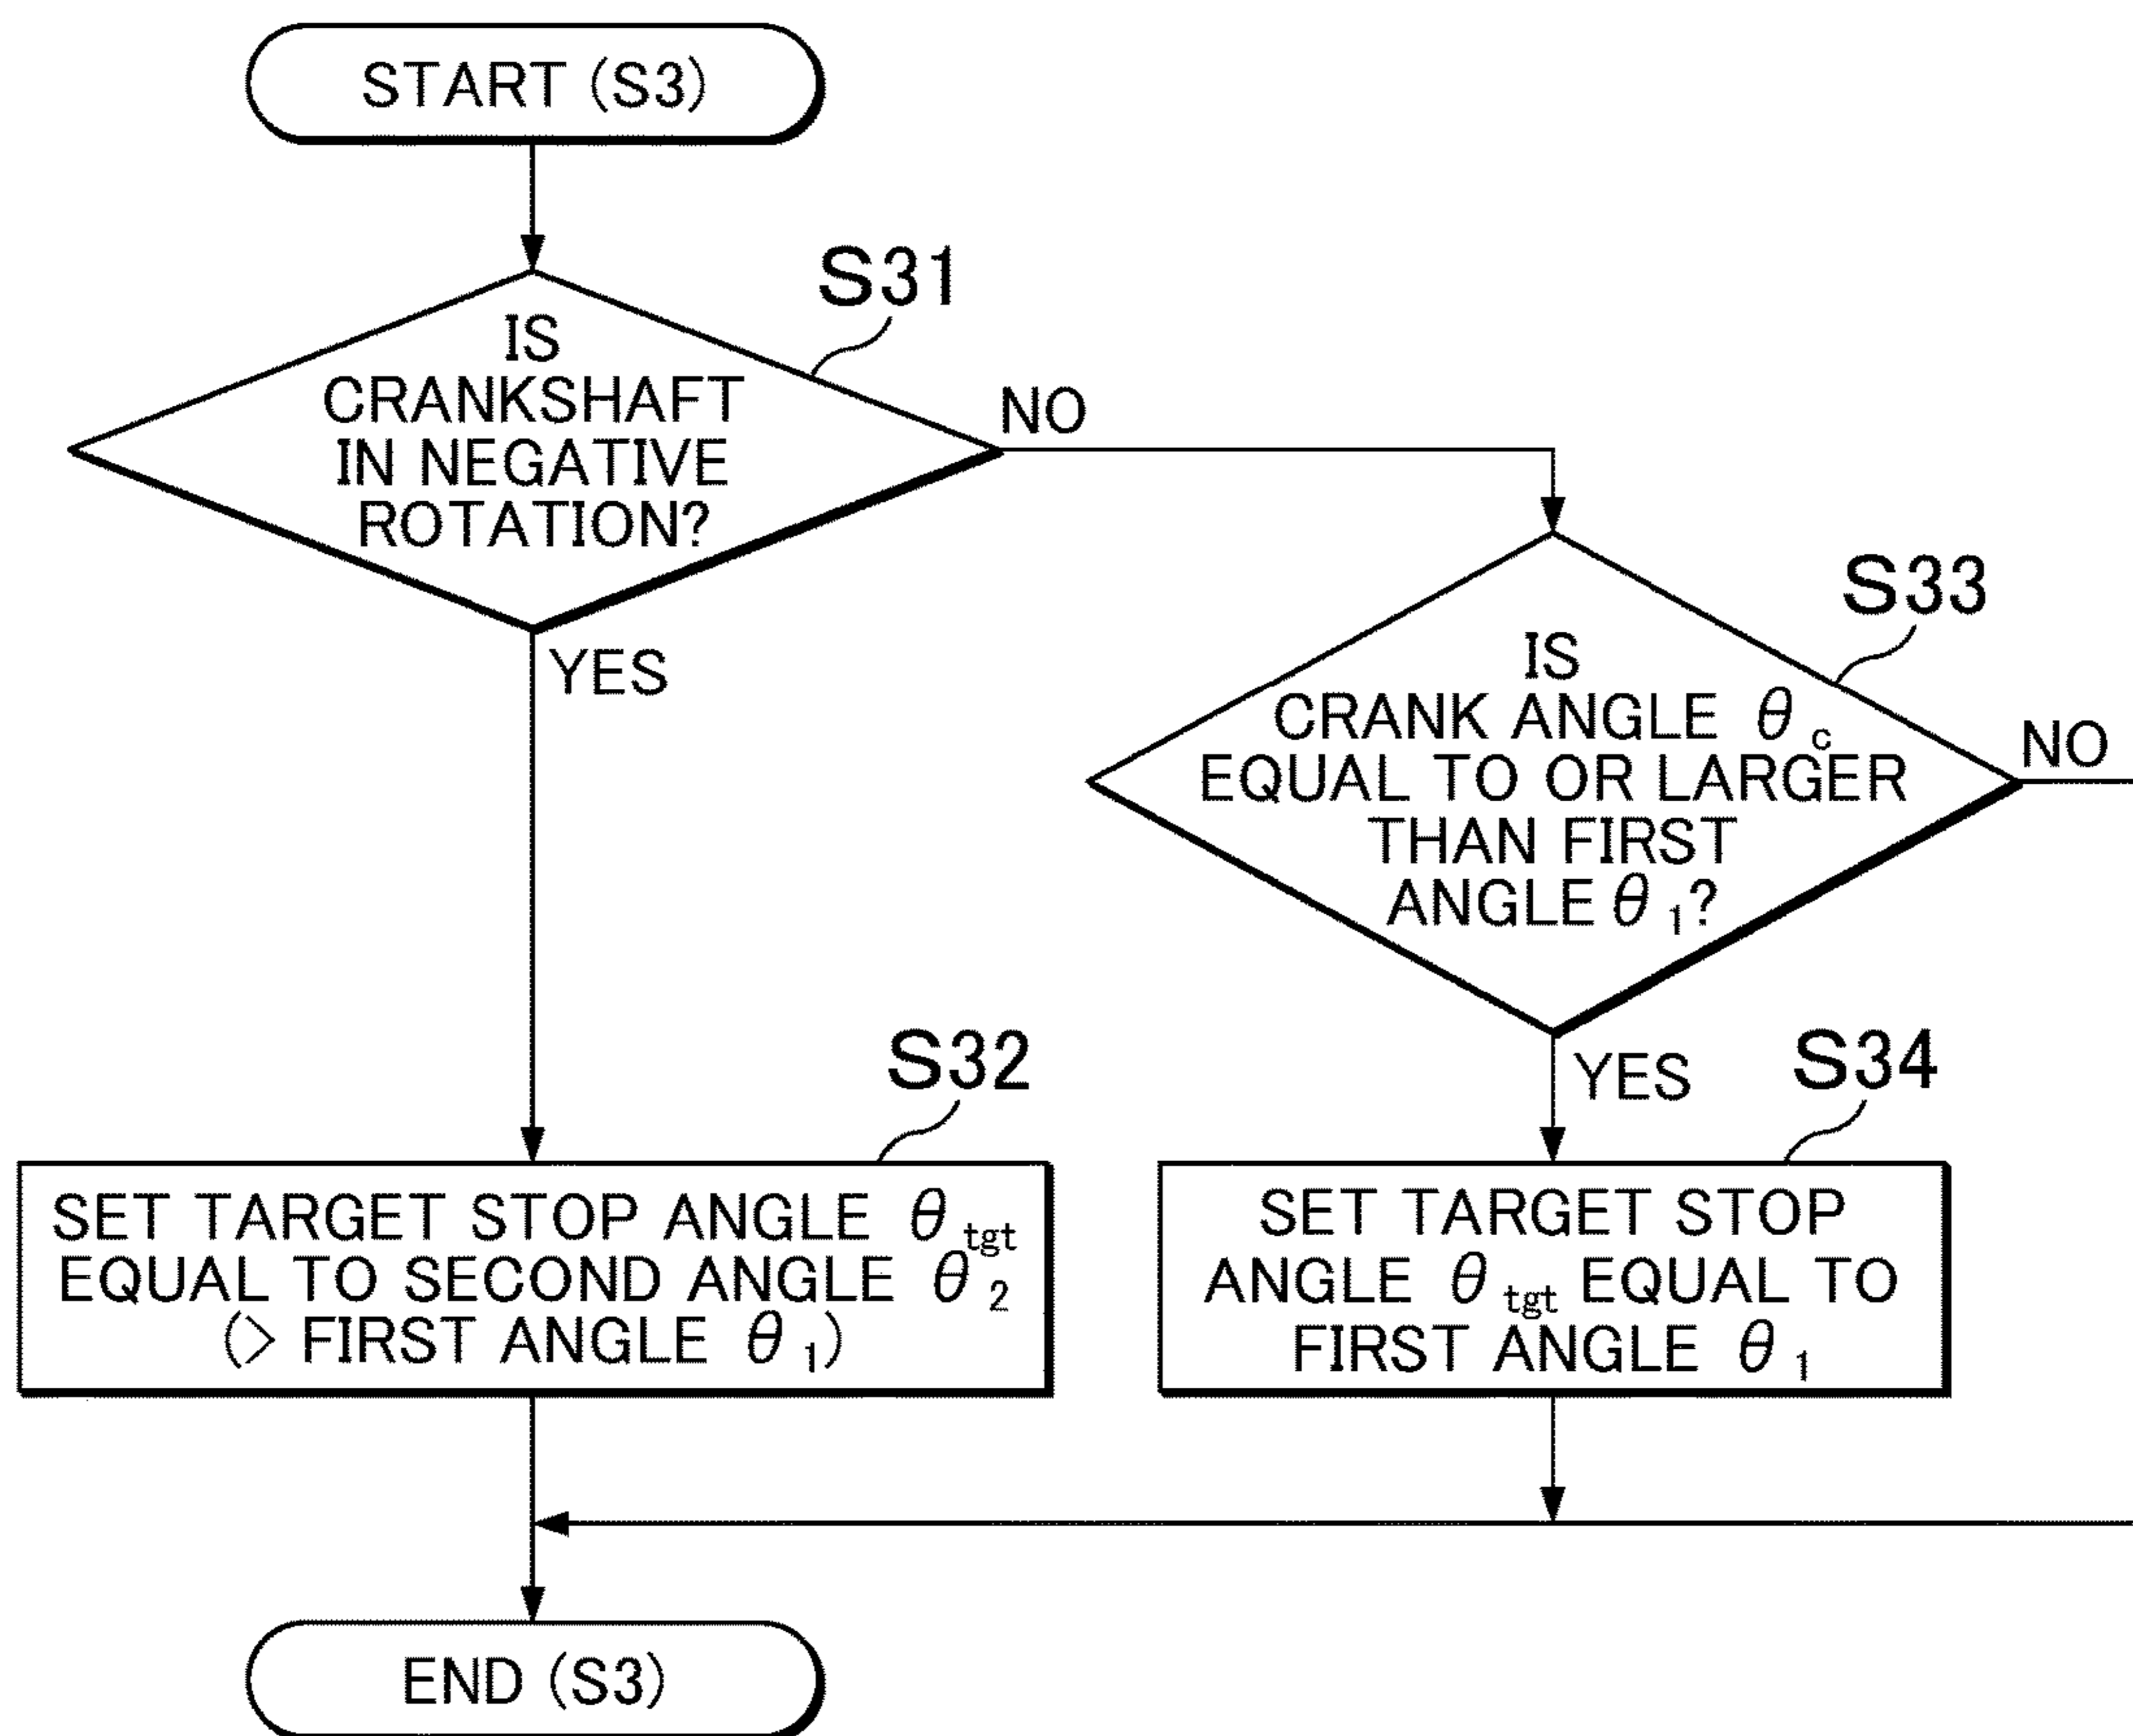 START (S3)
S31
IS
CRANKSHAFT
IN NEGATIVE
ROTATION?
NO
YES
S33
IS
CRANK ANGLE θc
EQUAL TO OR LARGER
THAN FIRST
ANGLE θ1?
NO
YES
S32
SET TARGET STOP ANGLE θtgt
EQUAL TO SECOND ANGLE θ2
(> FIRST ANGLE θ1)
S34
SET TARGET STOP
ANGLE θtgt EQUAL TO
FIRST ANGLE θ1
END (S3)